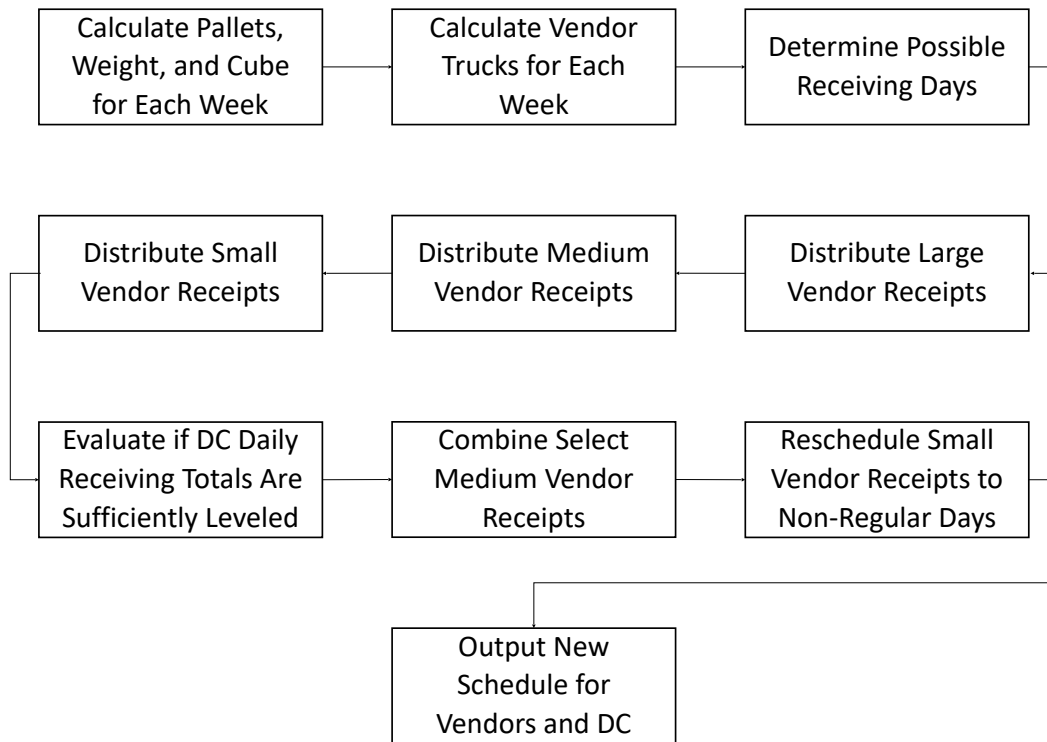 Calculate Pallets,
Weight, and Cube
for Each Week
Calculate Vendor
Trucks for Each
Week
Determine Possible
Receiving Days
Distribute Large
Vendor Receipts
Distribute Medium
Vendor Receipts
Distribute Small
Vendor Receipts
Evaluate if DC Daily
Receiving Totals Are
Sufficiently Leveled
Combine Select
Medium Vendor
Receipts
Reschedule Small
Vendor Receipts to
Non-Regular Days
Output New
Schedule for
Vendors and DC